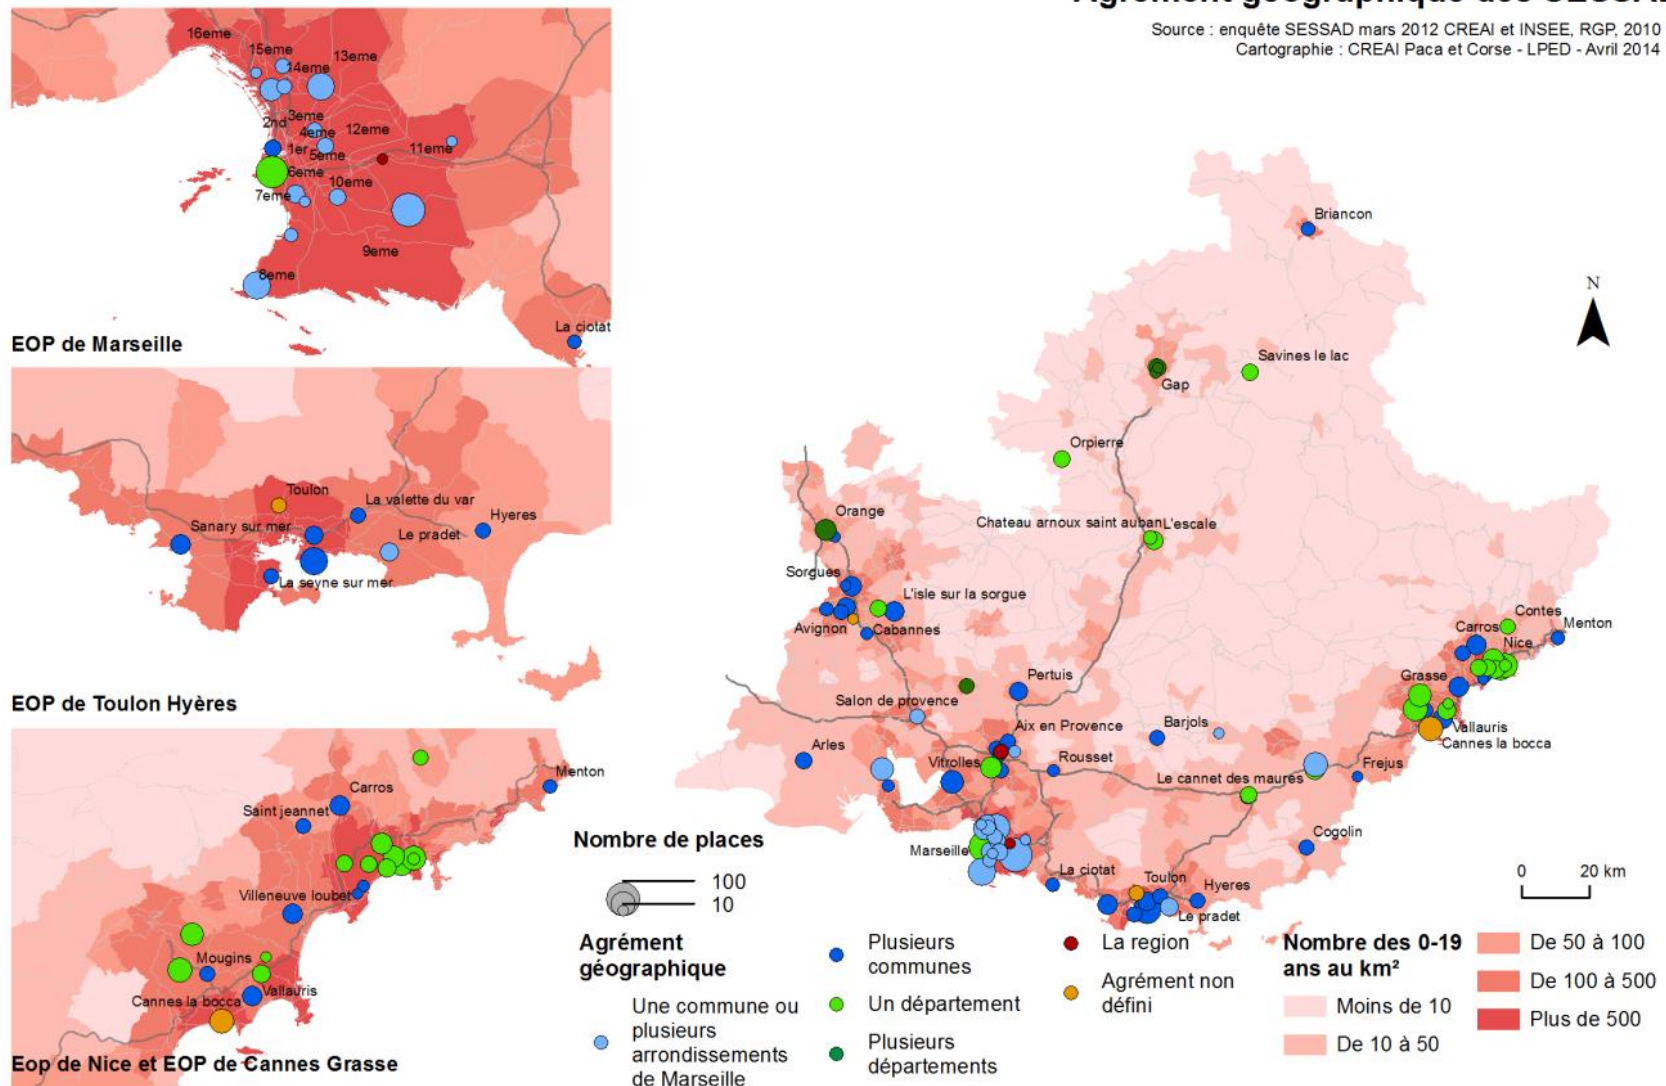 Agrément géographique des SESSAD
Source : enquête SESSAD mars 2012 CREAI et INSEE, RGP, 2010
Cartographie : CREAI Paca et Corse - LPED - Avril 2014
16eme
15eme
13eme
14eme
3eme
2nd
4eme
12eme
1er
5eme
11eme
6eme
10eme
7eme
9eme
8eme
La ciotat
EOP de Marseille
Toulon
La valette du var
Sanary sur mer
Hyeres
Le pradet
La seyne sur mer
EOP de Toulon Hyères
Menton
Carros
Saint jeannet
Villeneuve loubet
Mougins
Vallauris
Cannes la bocca
Eop de Nice et EOP de Cannes Grasse
Briancon
N
Savines le lac
Gap
Orpierre
Orange
Chateau arnoux saint auban
L'escale
Sorgues
L'isle sur la sorgue
Contes
Avignon
Cabannes
Carros
Menton
Nice
Pertuis
Grasse
Salon de provence
Aix en Provence
Barjols
Vallauris
Cannes la bocca
Arles
Vitrolles
Rousset
Le cannet des maures
Frejus
Marseille
Cogolin
La ciotat
Toulon
Hyeres
Le pradet
0 20 km
Nombre de places
100
10
Agrément
géographique
Une commune ou
plusieurs
arrondissements
de Marseille
Plusieurs
communes
Un département
Plusieurs
départements
La region
Agrément non
défini
Nombre des 0-19
ans au km²
Moins de 10
De 10 à 50
De 50 à 100
De 100 à 500
Plus de 500